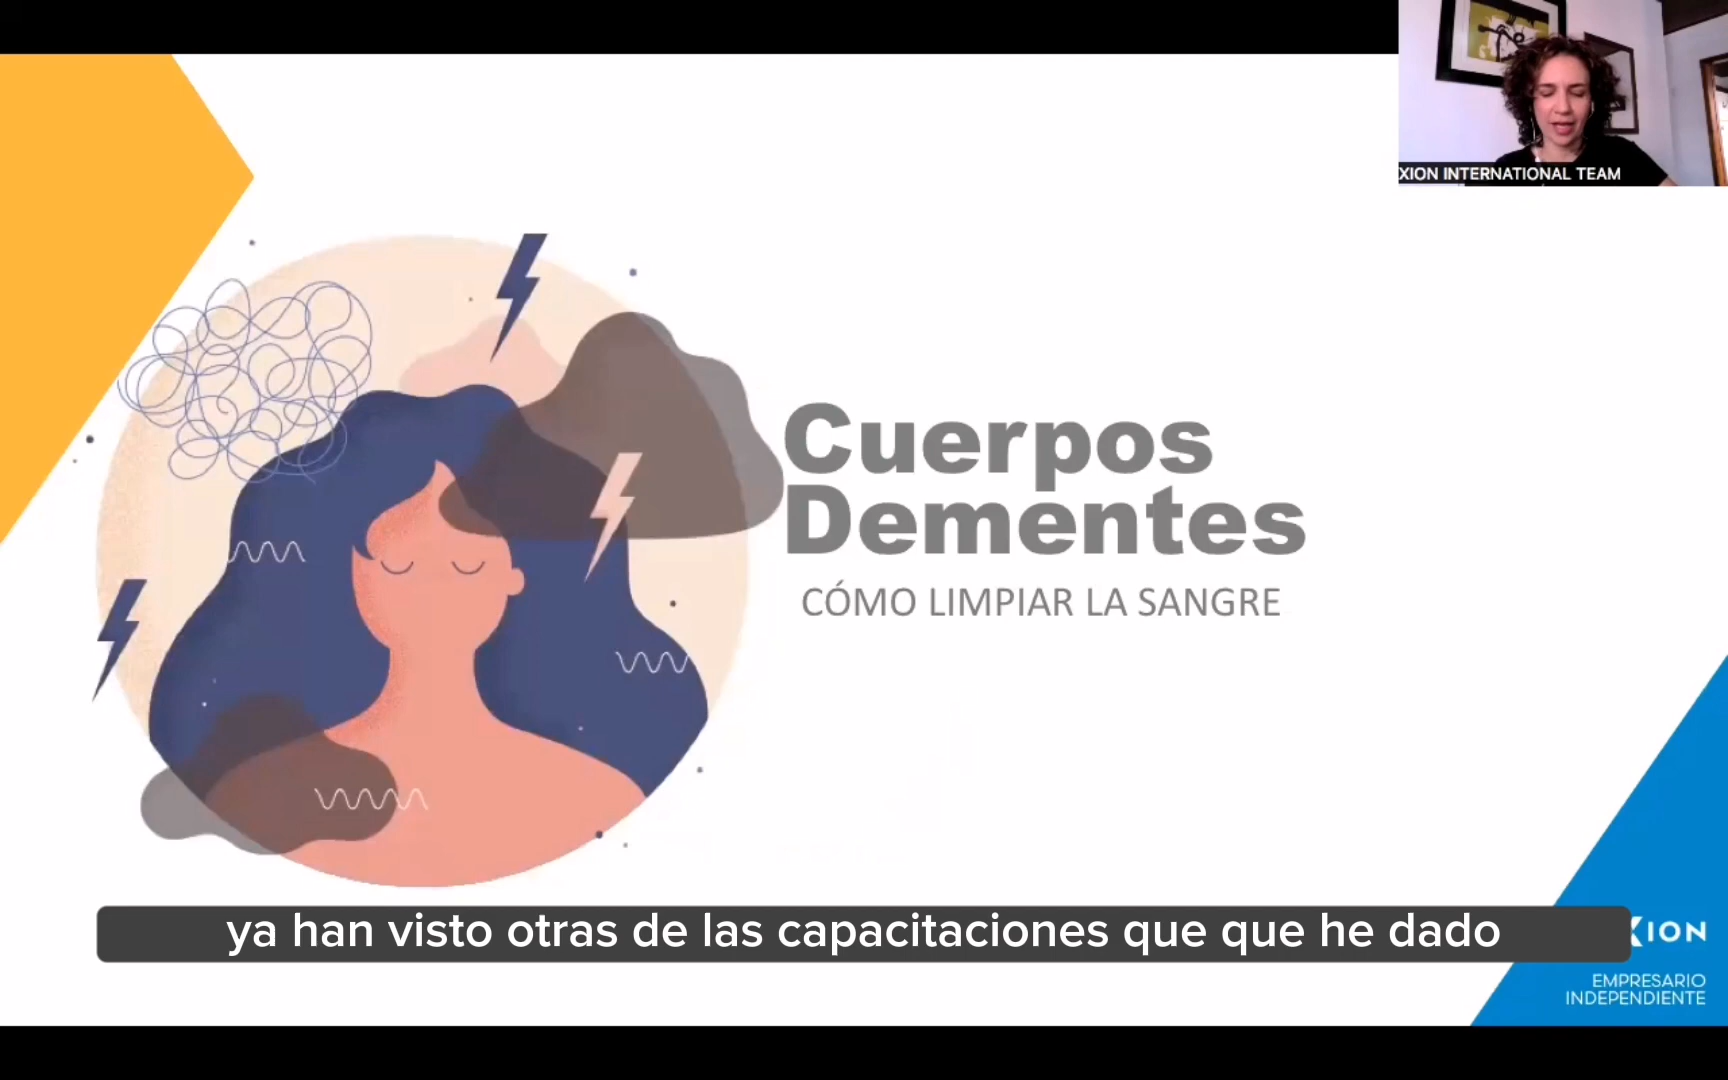 XION INTERNATIONAL TEAM
Cuerpos
Dementes
CÓMO LIMPIAR LA SANGRE
ya han visto otras de las capacitaciones que que he dado
XION
EMPRESARIO
INDEPENDIENTE